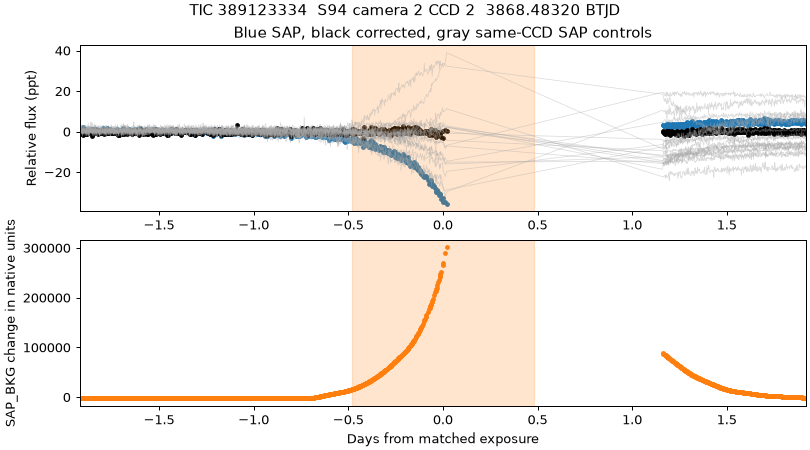 TIC 389123334  S94 camera 2 CCD 2  3868.48320 BTJD
Blue SAP, black corrected, gray same-CCD SAP controls
Relative flux (ppt)
40
20
0
−20
−1.5 −1.0 −0.5 0.0 0.5 1.0 1.5
SAP_BKG change in native units
300000
200000
100000
0
−1.5 −1.0 −0.5 0.0 0.5 1.0 1.5
Days from matched exposure